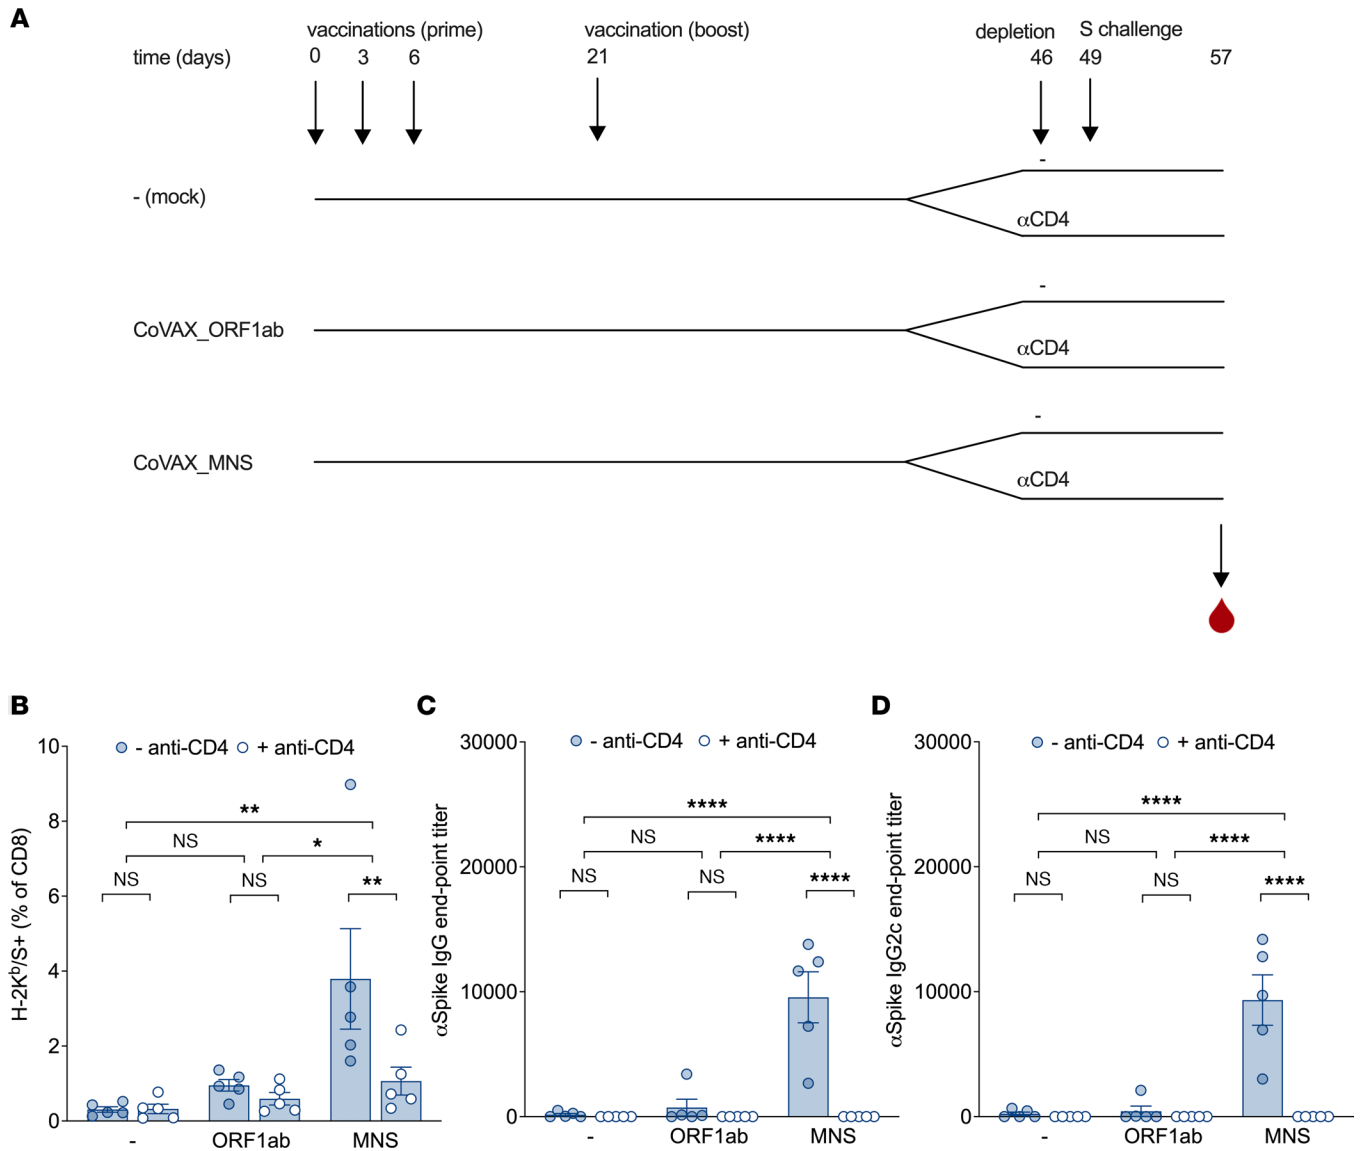 A
vaccinations (prime)
vaccination (boost)
depletion
S challenge
time (days)
0
3
6
21
46
49
57
-
- (mock)
αCD4
-
CoVAX_ORF1ab
αCD4
-
CoVAX_MNS
αCD4
B
- anti-CD4
+ anti-CD4
H-2Kᵇ/S+ (% of CD8)
10
8
6
4
2
0
**
NS
*
NS
NS
**
-
ORF1ab
MNS
C
- anti-CD4
+ anti-CD4
αSpike IgG end-point titer
30000
20000
10000
0
****
NS
****
NS
NS
****
-
ORF1ab
MNS
D
- anti-CD4
+ anti-CD4
αSpike IgG2c end-point titer
30000
20000
10000
0
****
NS
****
NS
NS
****
-
ORF1ab
MNS